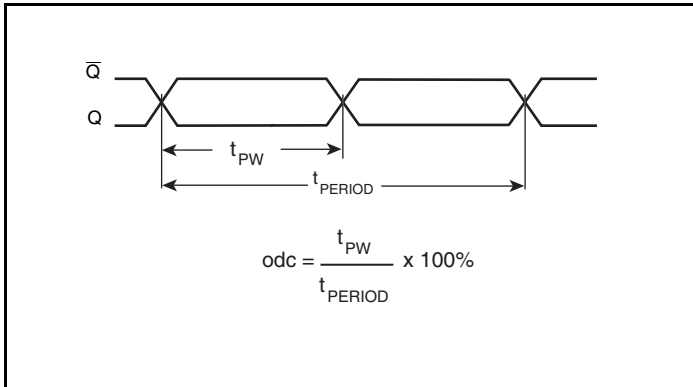 Q̅
Q
tPW
tPERIOD
odc = tPW / tPERIOD x 100%